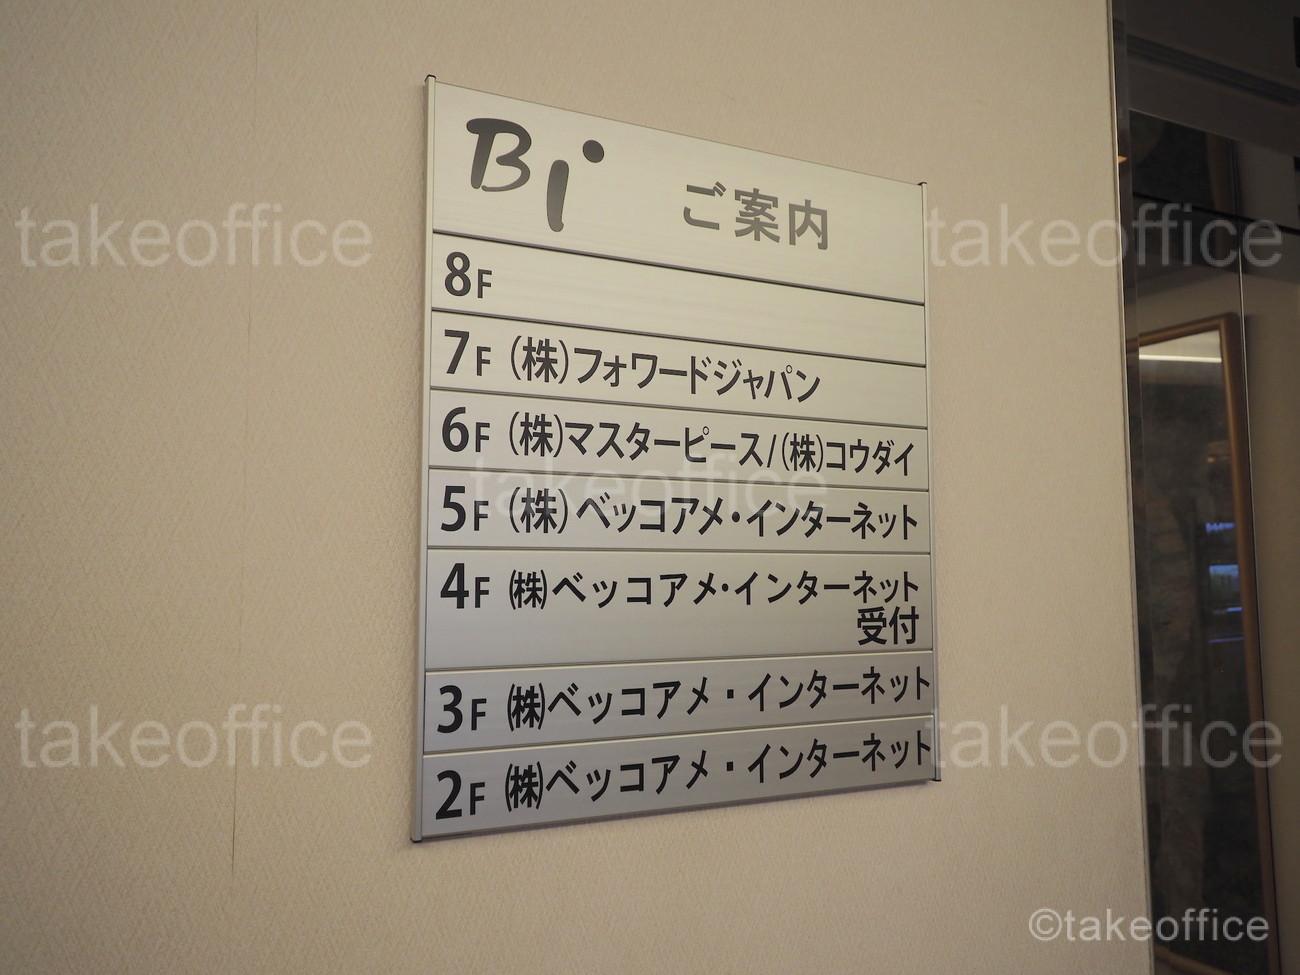 Bi ご案内
8F
7F (株)フォワードジャパン
6F (株)マスターピース/(株)コウダイ
5F (株)ベッコアメ・インターネット
4F (株)ベッコアメ・インターネット
受付
3F (株)ベッコアメ・インターネット
2F (株)ベッコアメ・インターネット
takeoffice
takeoffice
takeoffice
takeoffice
takeoffice
©takeoffice